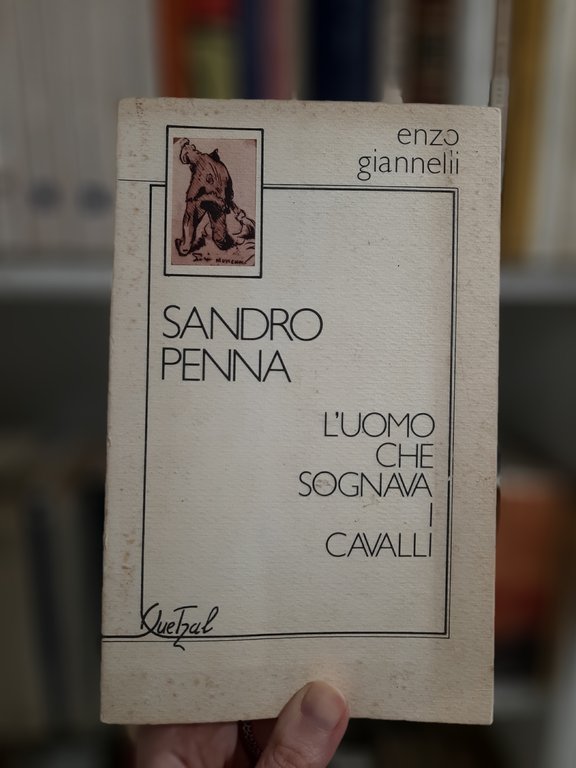 enzo
giannelli
SANDRO
PENNA
L'UOMO
CHE
SOGNAVA
I
CAVALLI
Quetzal